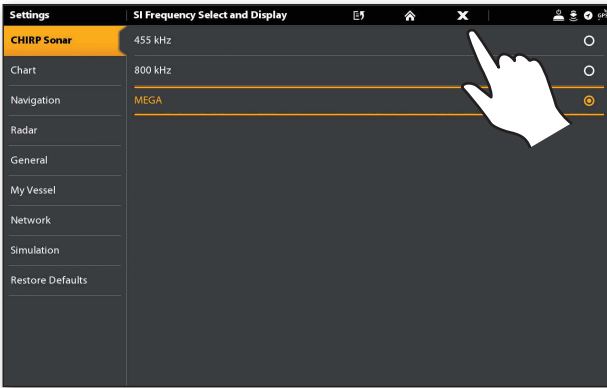 Settings
SI Frequency Select and Display
X
CHIRP Sonar
455 kHz
Chart
800 kHz
Navigation
MEGA
Radar
General
My Vessel
Network
Simulation
Restore Defaults